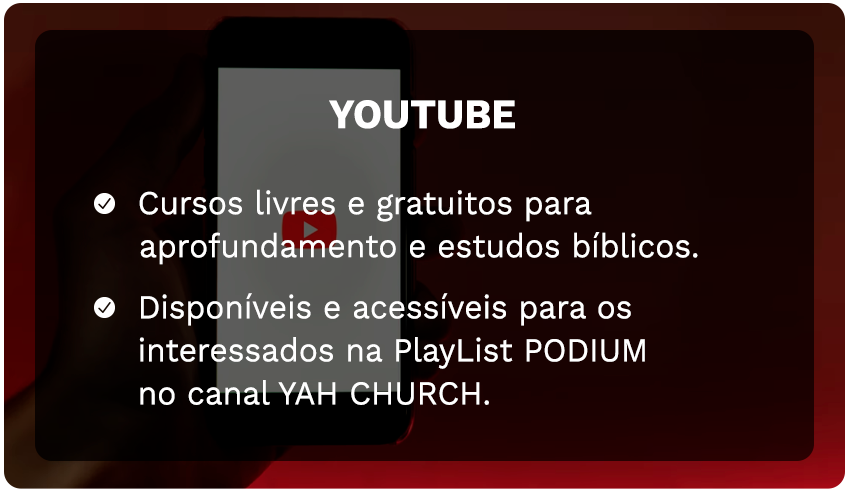 YOUTUBE
Cursos livres e gratuitos para
aprofundamento e estudos bíblicos.
Disponíveis e acessíveis para os
interessados na PlayList PODIUM
no canal YAH CHURCH.